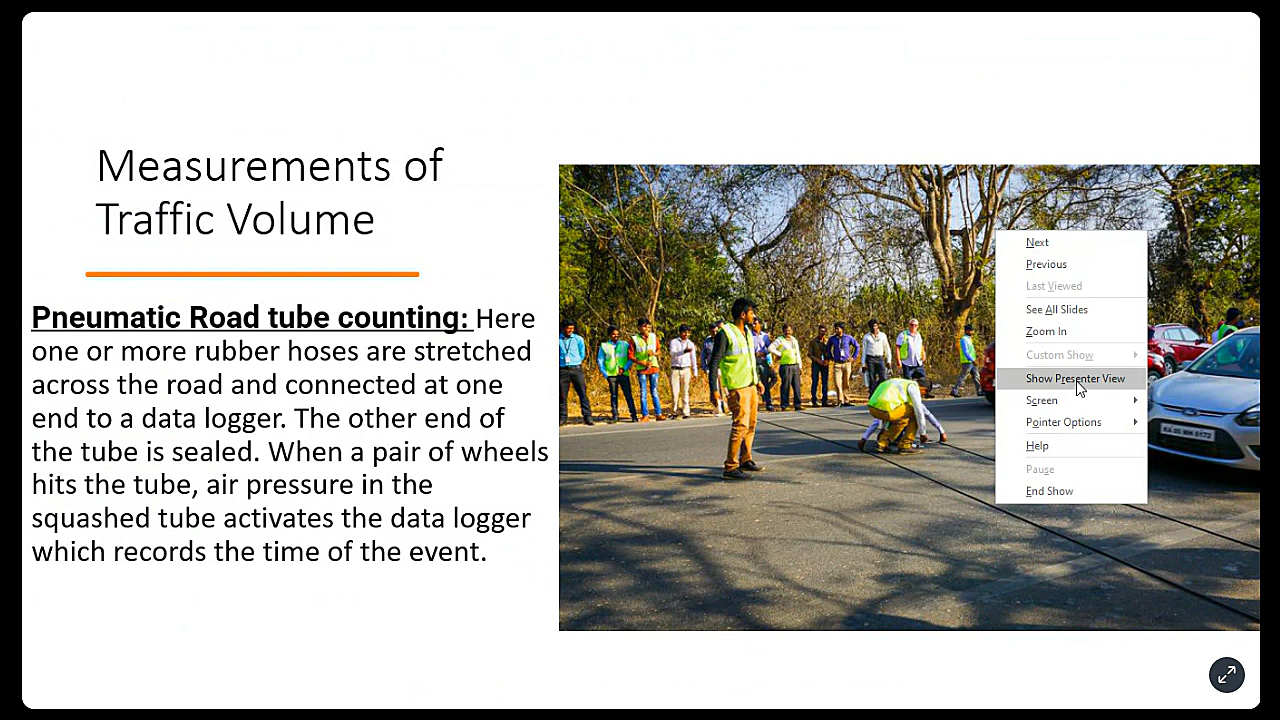 Measurements of
Traffic Volume
Pneumatic Road tube counting: Here
one or more rubber hoses are stretched
across the road and connected at one
end to a data logger. The other end of
the tube is sealed. When a pair of wheels
hits the tube, air pressure in the
squashed tube activates the data logger
which records the time of the event.
Next
Previous
Last Viewed
See All Slides
Zoom In
Custom Show
Show Presenter View
Screen
Pointer Options
Help
Pause
End Show